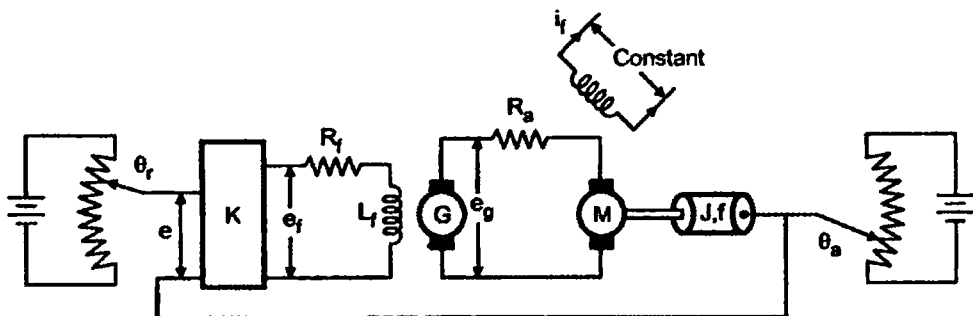 i_f
Constant
R_a
R_f
θ_r
K
e
e_f
L_f
G
e_g
M
J,f
θ_a